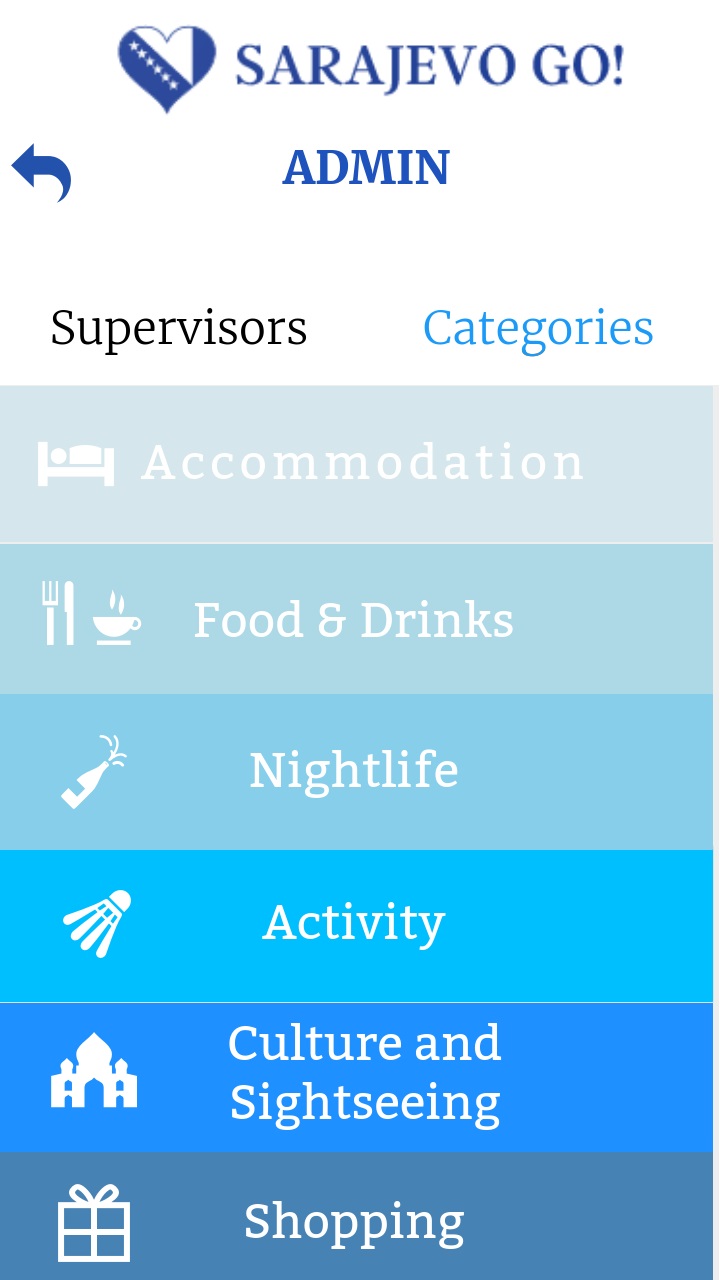 SARAJEVO GO!
ADMIN
Supervisors
Categories
Accommodation
Food & Drinks
Nightlife
Activity
Culture and
Sightseeing
Shopping